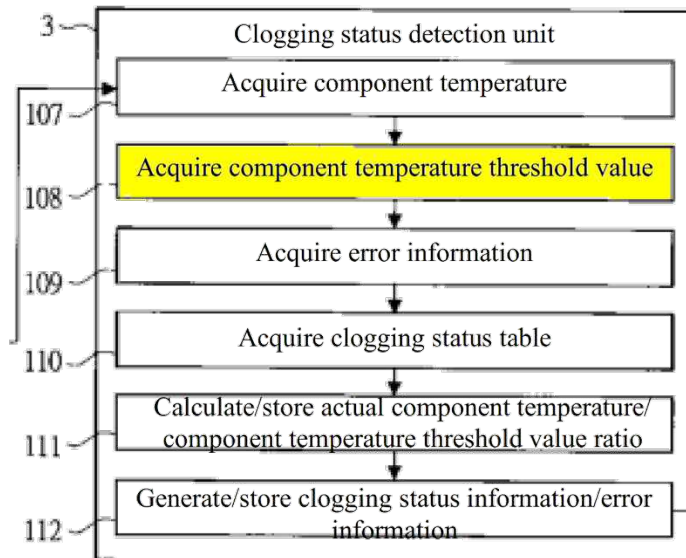 3
Clogging status detection unit
Acquire component temperature
107
Acquire component temperature threshold value
108
Acquire error information
109
Acquire clogging status table
110
Calculate/store actual component temperature/
component temperature threshold value ratio
111
Generate/store clogging status information/error
information
112